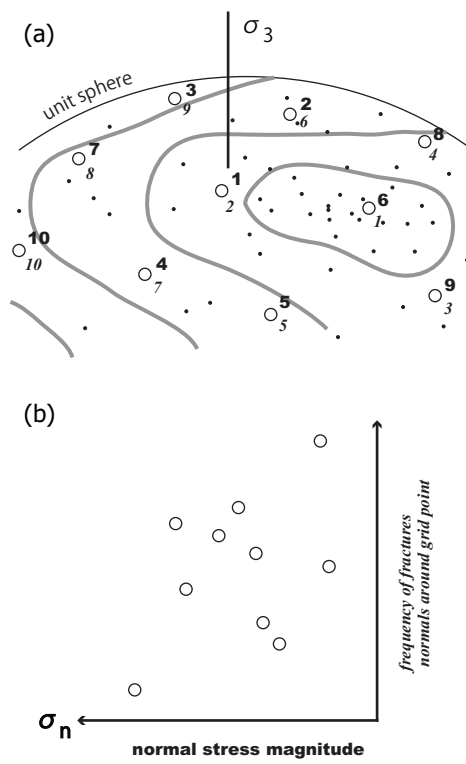 (a)
σ3
unit sphere
3
9
2
6
8
4
7
8
1
2
6
1
10
10
4
7
5
5
9
3
(b)
frequency of fractures
normals around grid point
σn
normal stress magnitude